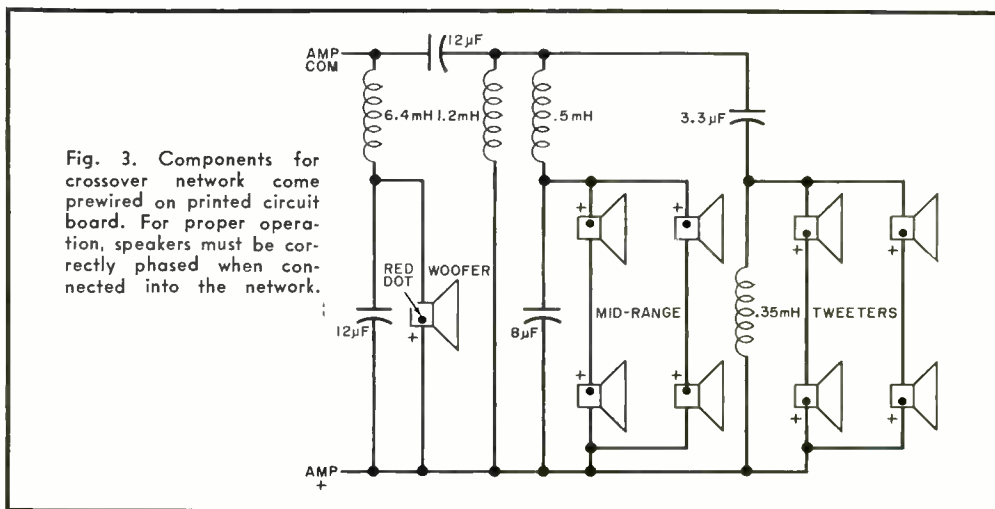 Fig. 3. Components for
crossover network come
prewired on printed circuit
board. For proper opera-
tion, speakers must be cor-
rectly phased when con-
nected into the network.
AMP
COM
12µF
6.4mH
1.2mH
.5mH
3.3µF
RED
DOT
WOOFER
+
12µF
8µF
+
+
MID-RANGE
+
+
.35mH
TWEETERS
+
+
+
+
AMP
+